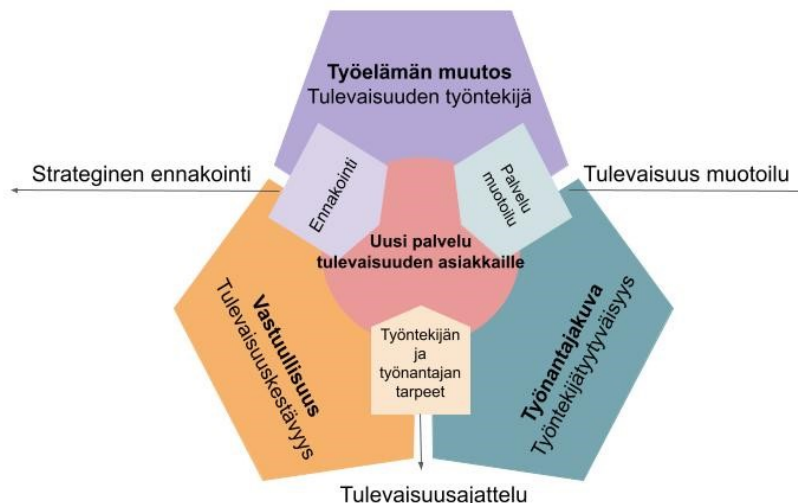 Työelämän muutos
Tulevaisuuden työntekijä
Strateginen ennakointi
Ennakointi
Palvelu
muotoilu
Tulevaisuus muotoilu
Uusi palvelu
tulevaisuuden asiakkaille
Vastuullisuus
Tulevaisuuskestävyys
Työntekijän
ja
työnantajan
tarpeet
Työnantajakuva
Työntekijätyytyväisyys
Tulevaisuusajattelu